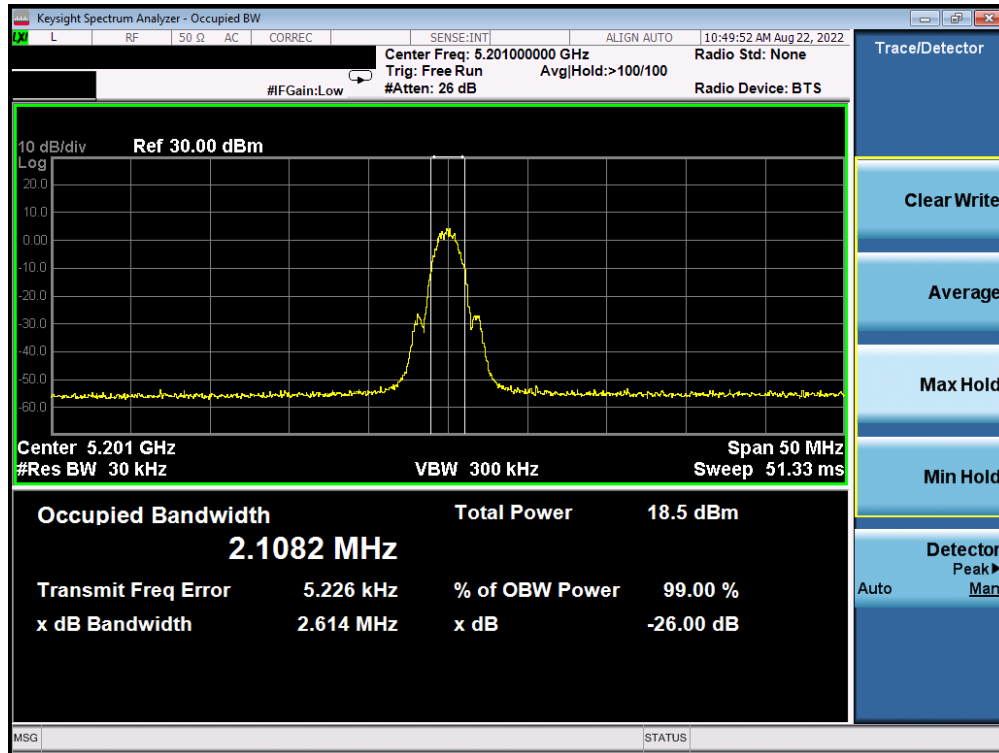 Keysight Spectrum Analyzer - Occupied BW
LXI L RF 50 Ω AC CORREC SENSE:INT ALIGN AUTO 10:49:52 AM Aug 22, 2022
Center Freq: 5.201000000 GHz Radio Std: None
Trig: Free Run Avg|Hold:>100/100
#IFGain:Low #Atten: 26 dB Radio Device: BTS
10 dB/div Ref 30.00 dBm
Log
20.0
10.0
0.00
-10.0
-20.0
-30.0
-40.0
-50.0
-60.0
Center 5.201 GHz Span 50 MHz
#Res BW 30 kHz VBW 300 kHz Sweep 51.33 ms
Occupied Bandwidth Total Power 18.5 dBm
2.1082 MHz
Transmit Freq Error 5.226 kHz % of OBW Power 99.00 %
x dB Bandwidth 2.614 MHz x dB -26.00 dB
MSG STATUS
Trace/Detector
Clear Write
Average
Max Hold
Min Hold
Detector
Peak▶
Auto Man